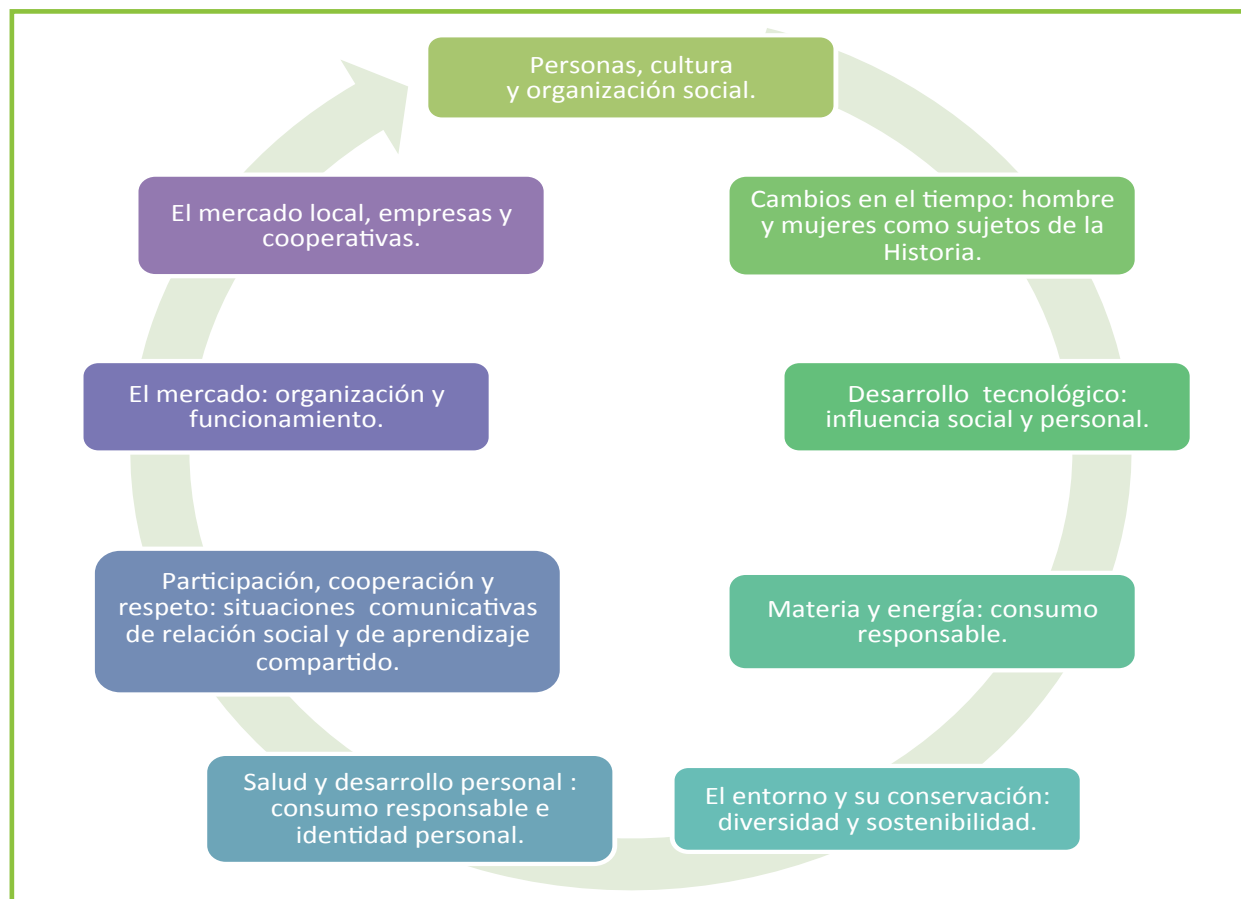 Personas, cultura
y organización social.
Cambios en el tiempo: hombre
y mujeres como sujetos de la
Historia.
Desarrollo tecnológico:
influencia social y personal.
Materia y energía: consumo
responsable.
El entorno y su conservación:
diversidad y sostenibilidad.
Salud y desarrollo personal :
consumo responsable e
identidad personal.
Participación, cooperación y
respeto: situaciones comunicativas
de relación social y de aprendizaje
compartido.
El mercado: organización y
funcionamiento.
El mercado local, empresas y
cooperativas.